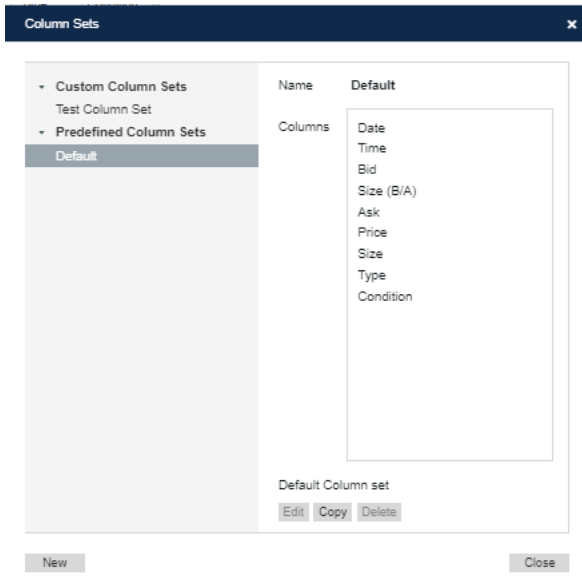 Column Sets
Custom Column Sets
Test Column Set
Predefined Column Sets
Default
Name Default
Columns
Date
Time
Bid
Size (B/A)
Ask
Price
Size
Type
Condition
Default Column set
Edit Copy Delete
New Close